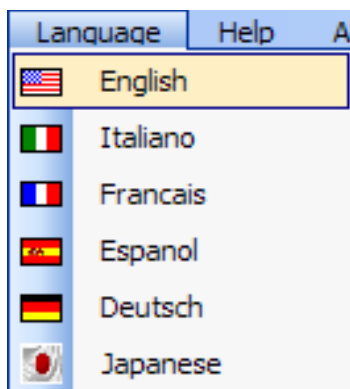 Language Help A
English
Italiano
Francais
Espanol
Deutsch
Japanese